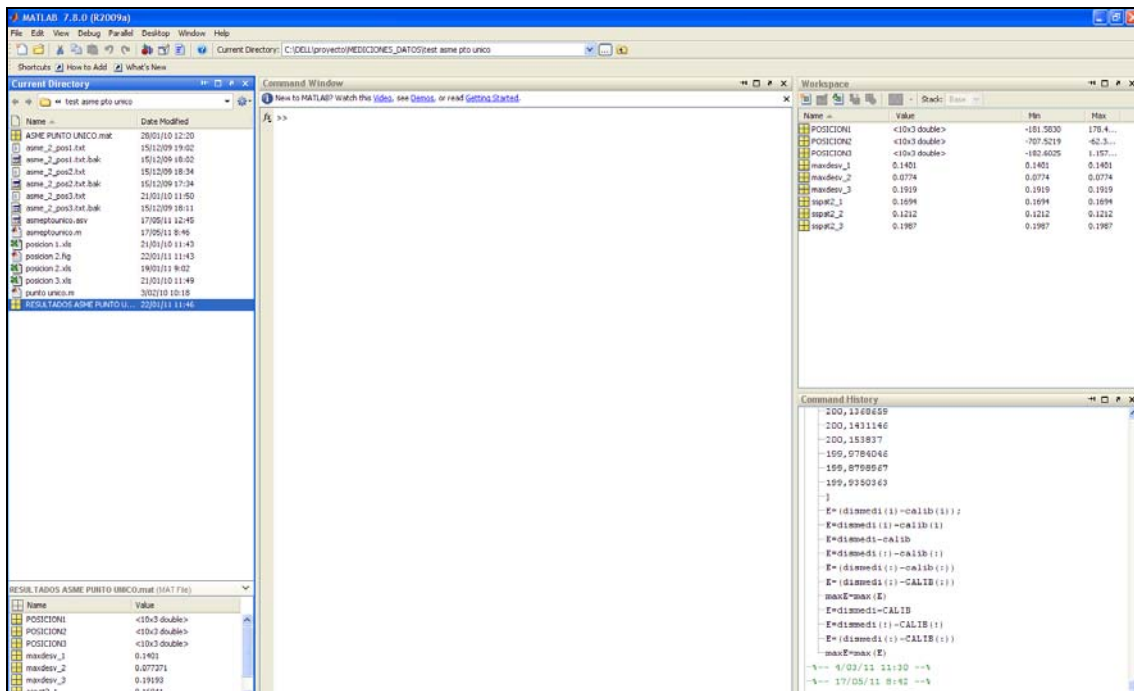 MATLAB 7.8.0 (R2009a)
File Edit View Debug Parallel Desktop Window Help
Current Directory: C:\DELL\proyecto\MEDICIONES_DATOS\test asme pto unico
Shortcuts How to Add What's New
Current Directory
« test asme pto unico
Name Date Modified
ASME PUNTO UNICO.mat 28/01/10 12:20
asme_2_pos1.txt 15/12/09 19:02
asme_2_pos1.txt.bak 15/12/09 18:02
asme_2_pos2.txt 15/12/09 18:34
asme_2_pos2.txt.bak 15/12/09 17:34
asme_2_pos3.txt 21/01/10 11:50
asme_2_pos3.txt.bak 15/12/09 18:11
asmeptounico.asv 17/05/11 12:45
asmeptounico.m 17/05/11 8:46
posicion 1.xls 21/01/10 11:43
posicion 2.fig 22/01/11 11:43
posicion 2.xls 19/01/11 9:02
posicion 3.xls 21/01/10 11:49
punto unico.m 3/02/10 10:18
RESULTADOS ASME PUNTO U... 22/01/11 11:46
RESULTADOS ASME PUNTO UNICO.mat (MAT File)
Name Value
POSICION1 <10x3 double>
POSICION2 <10x3 double>
POSICION3 <10x3 double>
maxdesv_1 0.1401
maxdesv_2 0.077371
maxdesv_3 0.19193
Command Window
New to MATLAB? Watch this Video, see Demos, or read Getting Started.
fx >>
Workspace
Stack: Base
Name Value Min Max
POSICION1 <10x3 double> -181.5830 178.4...
POSICION2 <10x3 double> -707.5219 -62.3...
POSICION3 <10x3 double> -182.6025 1.157...
maxdesv_1 0.1401 0.1401 0.1401
maxdesv_2 0.0774 0.0774 0.0774
maxdesv_3 0.1919 0.1919 0.1919
sspat2_1 0.1694 0.1694 0.1694
sspat2_2 0.1212 0.1212 0.1212
sspat2_3 0.1987 0.1987 0.1987
Command History
200,1368659
200,1431146
200,153837
199,9784046
199,8798967
199,9350363
]
E=(dismedi(i)-calib(i));
E=dismedi(i)-calib(i)
E=dismedi-calib
E=dismedi(:)-calib(:)
E=(dismedi(:)-calib(:))
E=(dismedi(:)-CALIB(:))
maxE=max(E)
E=dismedi-CALIB
E=dismedi(:)-CALIB(:)
E=(dismedi(:)-CALIB(:))
maxE=max(E)
%-- 4/03/11 11:30 --%
%-- 17/05/11 8:42 --%